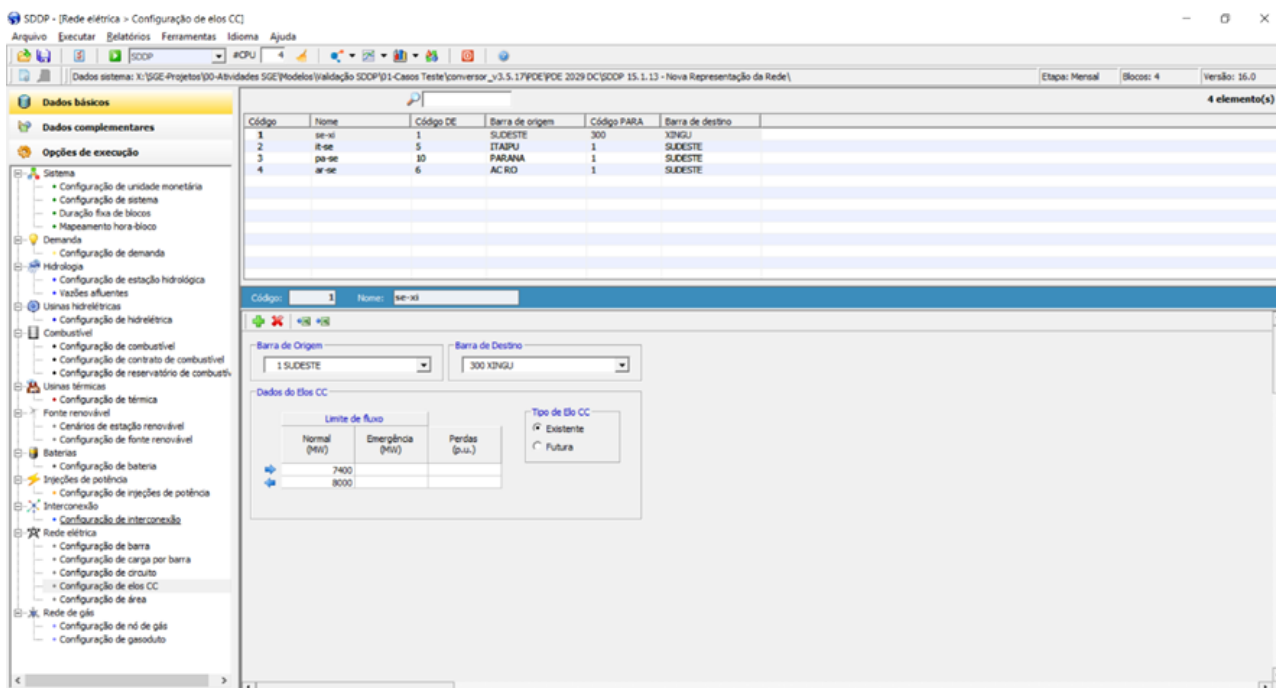 SDDP - [Rede elétrica > Configuração de elos CC]
Arquivo Executar Relatórios Ferramentas Idioma Ajuda
SDDP #CPU 4
Dados sistema: X:\SGE-Projetos\00-Atividades SGE\Modelos\Validação SDDP\01-Casos Teste\conversor_v3.5.17\PDE\PDE 2029 DC\SDDP 15.1.13 - Nova Representação da Rede\ Etapa: Mensal Blocos: 4 Versão: 16.0
Dados básicos
Dados complementares
Opções de execução
Sistema
Configuração de unidade monetária
Configuração de sistema
Duração fixa de blocos
Mapeamento hora-bloco
Demanda
Configuração de demanda
Hidrologia
Configuração de estação hidrológica
Vazões afluentes
Usinas hidrelétricas
Configuração de hidrelétrica
Combustível
Configuração de combustível
Configuração de contrato de combustível
Configuração de reservatório de combustív
Usinas térmicas
Configuração de térmica
Fonte renovável
Cenários de estação renovável
Configuração de fonte renovável
Baterias
Configuração de bateria
Injeções de potência
Configuração de injeções de potência
Interconexão
Configuração de interconexão
Rede elétrica
Configuração de barra
Configuração de carga por barra
Configuração de circuito
Configuração de elos CC
Configuração de área
Rede de gás
Configuração de nó de gás
Configuração de gasoduto
4 elemento(s)
Código Nome Código DE Barra de origem Código PARA Barra de destino
1 se-xi 1 SUDESTE 300 XINGU
2 it-se 5 ITAIPU 1 SUDESTE
3 pa-se 10 PARANA 1 SUDESTE
4 ar-se 6 AC RO 1 SUDESTE
Código: 1 Nome: se-xi
Barra de Origem
1 SUDESTE
Barra de Destino
300 XINGU
Dados do Elos CC
Limite de fluxo
Normal (MW) Emergência (MW) Perdas (p.u.)
7400
8000
Tipo de Elo CC
Existente
Futura